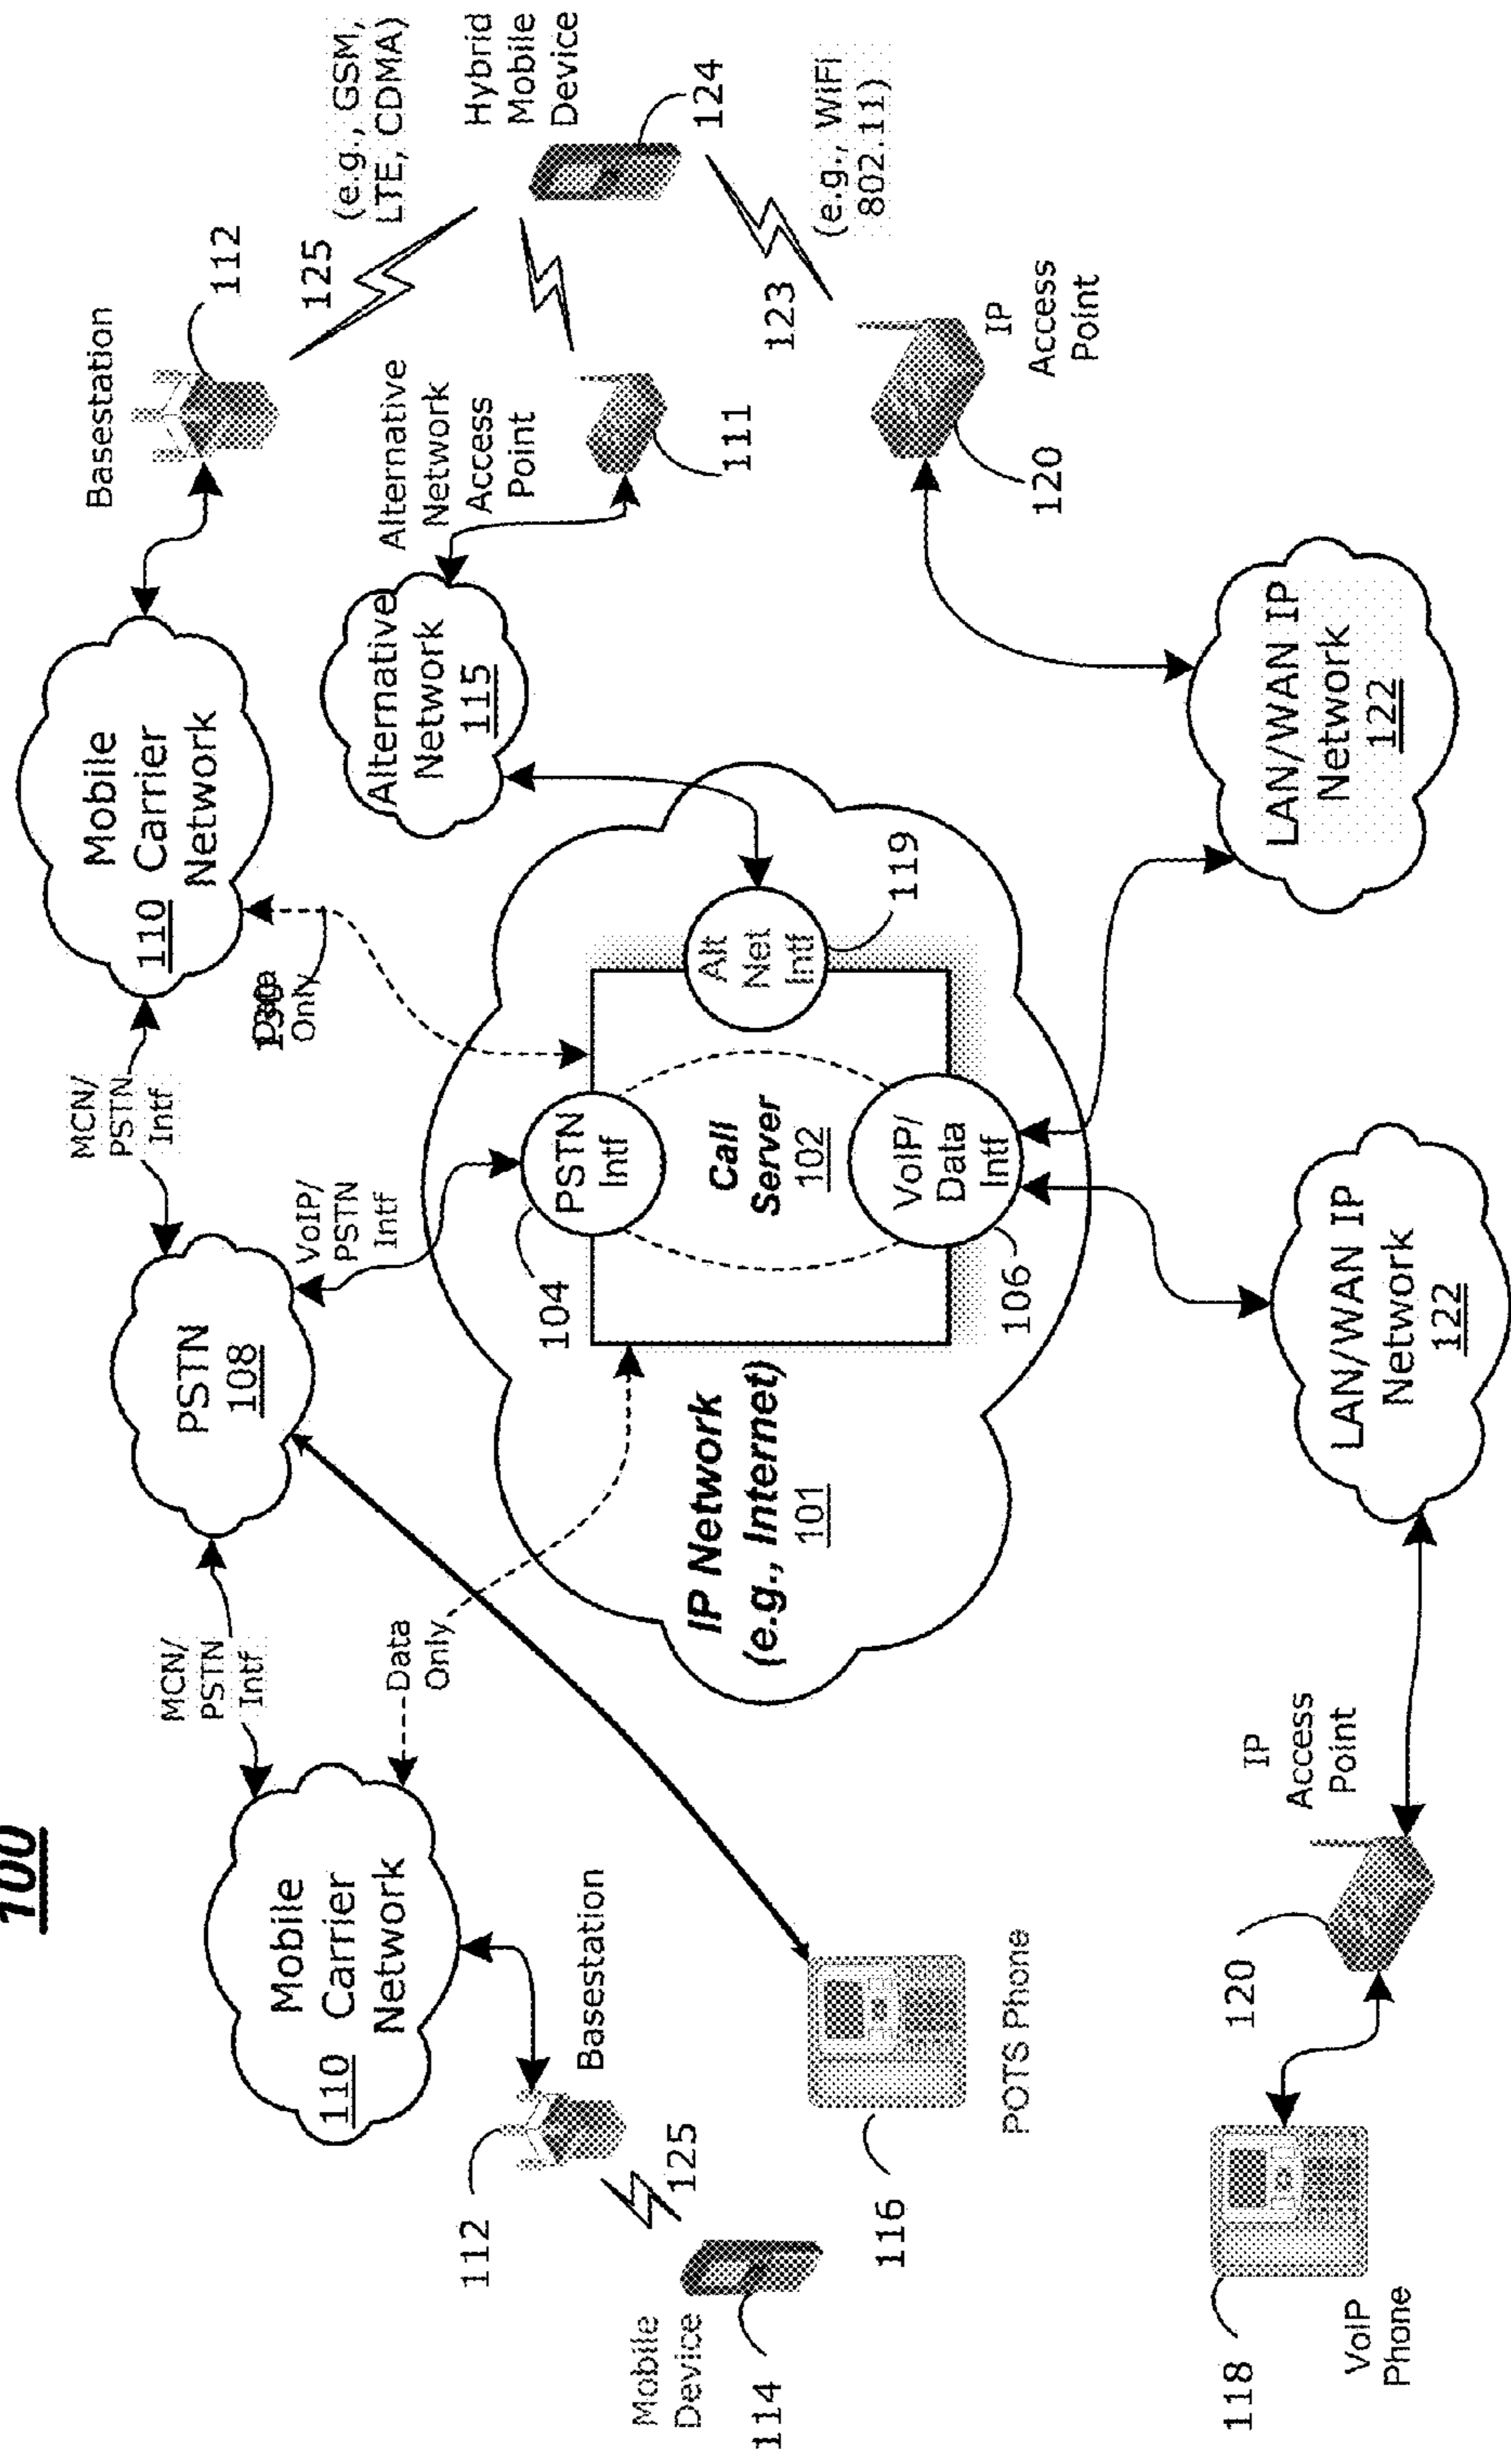 100
Mobile
110 Carrier
Network
MCN/
PSTN
Intf
PSTN
108
MCN/
PSTN
Intf
Mobile
110 Carrier
Network
Basestation
112
125
(e.g., GSM,
LTE, CDMA)
112
Basestation
125
Data
Only
VoIP/
PSTN
Intf
Only
Alternative
Network
115
Alternative
Network
Access
Point
111
Hybrid
Mobile
Device
124
Mobile
Device
114
116
POTS Phone
IP Network
(e.g., Internet)
101
104
PSTN
Intf
Call
Server
102
Alt
Net
Intf
119
VoIP/
Data
Intf
106
123
(e.g., WiFi
802.11)
120
IP
Access
Point
LAN/WAN IP
Network
122
LAN/WAN IP
Network
122
IP
Access
Point
120
118
VoIP
Phone